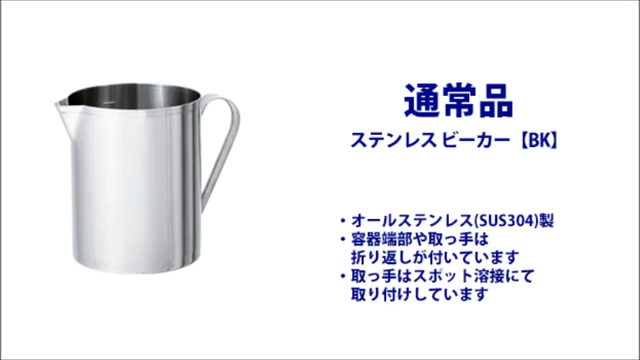 通常品
ステンレス ビーカー【BK】
・オールステンレス(SUS304)製
・容器端部や取っ手は
折り返しが付いています
・取っ手はスポット溶接にて
取り付けしています